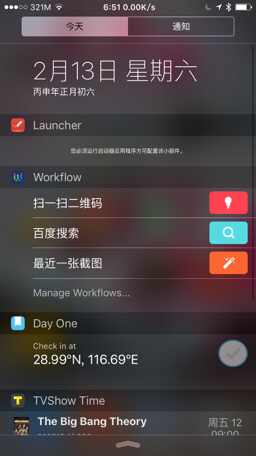 321M 6:51 0.00K/s
今天 通知
2月13日 星期六
丙申年正月初六
Launcher
您必须运行启动器应用程序方可配置该小部件。
Workflow
扫一扫二维码
百度搜索
最近一张截图
Manage Workflows...
Day One
Check in at
28.99°N, 116.69°E
TVShow Time
The Big Bang Theory 周五 12
09:00